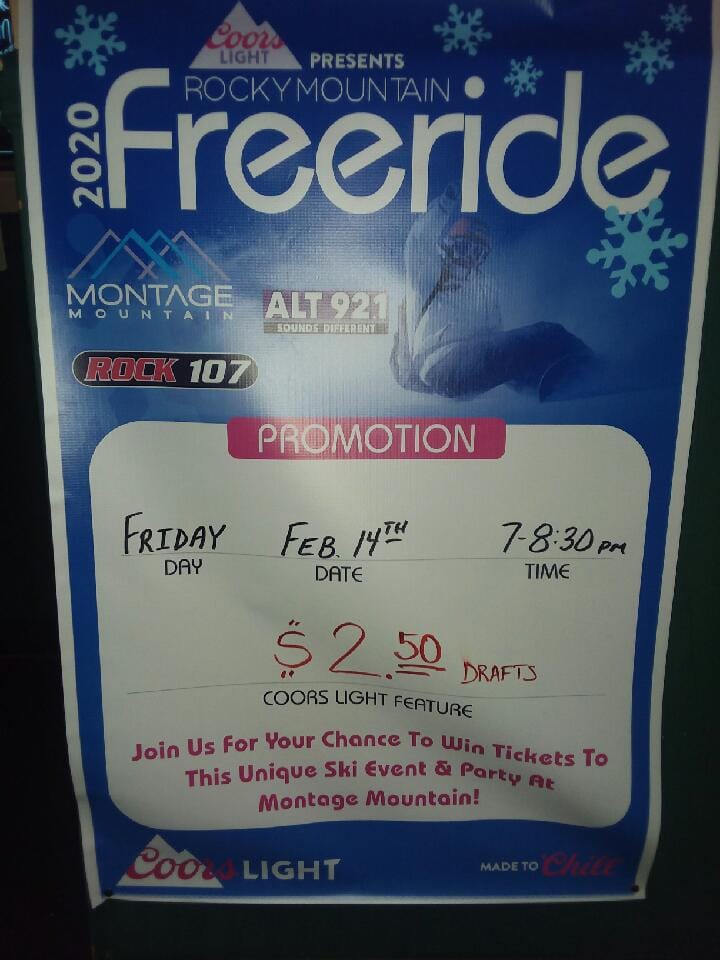 Coors
LIGHT
PRESENTS
ROCKY MOUNTAIN
2020
Freeride
MONTAGE
MOUNTAIN
ALT 921
SOUNDS DIFFERENT
ROCK 107
PROMOTION
FRIDAY FEB. 14TH 7-8:30 PM
DAY DATE TIME
$2.50 DRAFTS
COORS LIGHT FEATURE
Join Us For Your Chance To Win Tickets To
This Unique Ski Event & Party At
Montage Mountain!
Coors LIGHT
MADE TO Chill